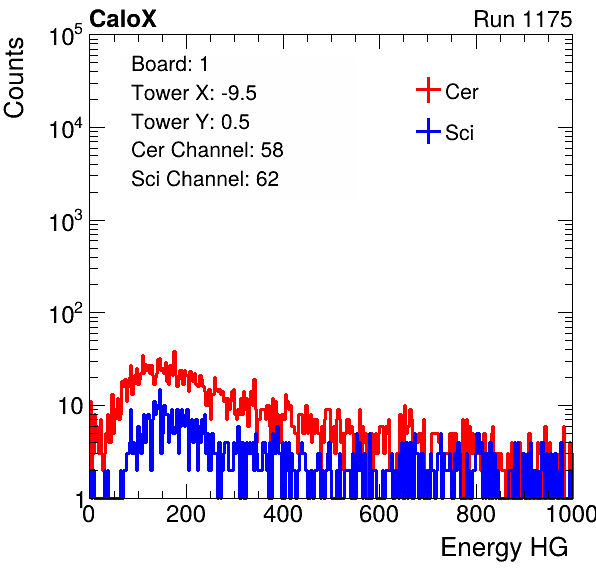 CaloX Run 1175
Counts
Board: 1
Tower X: -9.5
Tower Y: 0.5
Cer Channel: 58
Sci Channel: 62
Cer
Sci
10^5
10^4
10^3
10^2
10
1
0 200 400 600 800 1000
Energy HG